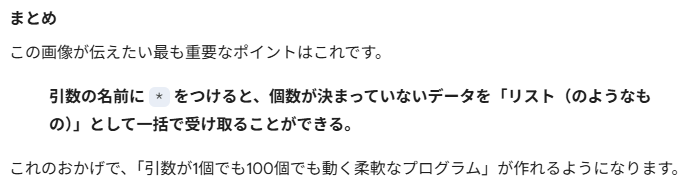 まとめ
この画像が伝えたい最も重要なポイントはこれです。
引数の名前に * をつけると、個数が決まっていないデータを「リスト（のようなも
の）」として一括で受け取ることができる。
これのおかげで、「引数が1個でも100個でも動く柔軟なプログラム」が作れるようになります。